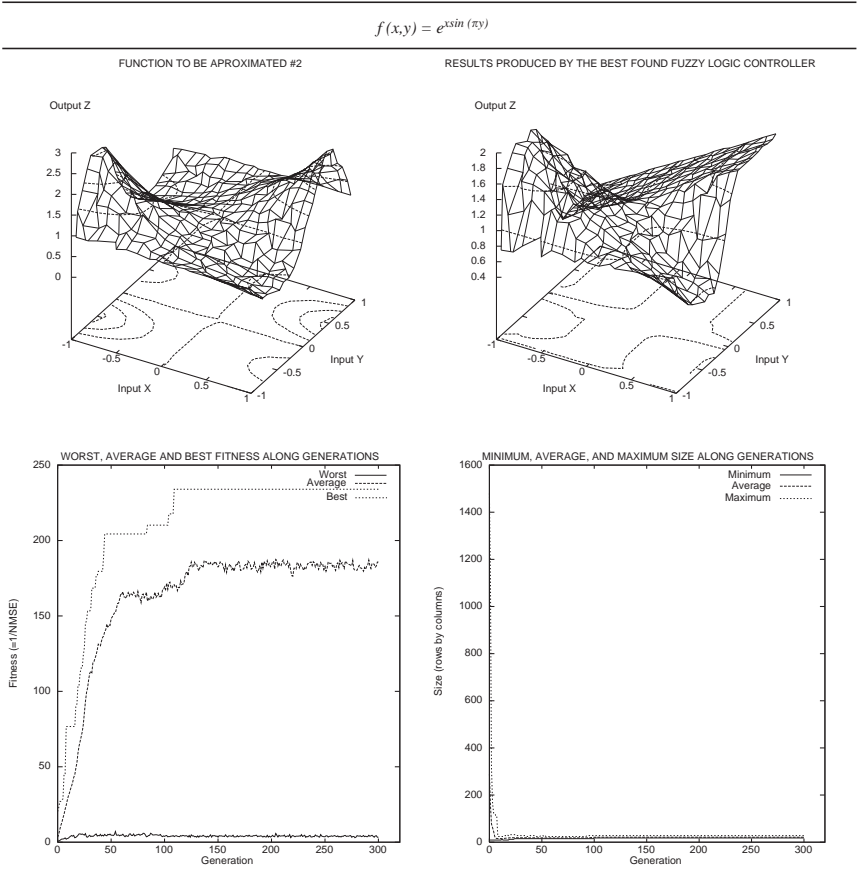 f (x,y) = e^xsin (πy)
FUNCTION TO BE APROXIMATED #2
RESULTS PRODUCED BY THE BEST FOUND FUZZY LOGIC CONTROLLER
Output Z
Output Z
3
2.5
2
1.5
1
0.5
0
-1
-0.5
0
0.5
1
Input X
-1
-0.5
0
0.5
1
Input Y
2
1.8
1.6
1.4
1.2
1
0.8
0.6
0.4
-1
-0.5
0
0.5
1
Input X
-1
-0.5
0
0.5
1
Input Y
WORST, AVERAGE AND BEST FITNESS ALONG GENERATIONS
Worst
Average
Best
250
200
150
100
50
0
Fitness (=1/NMSE)
0 50 100 150 200 250 300
Generation
MINIMUM, AVERAGE, AND MAXIMUM SIZE ALONG GENERATIONS
Minimum
Average
Maximum
1600
1400
1200
1000
800
600
400
200
0
Size (rows by columns)
0 50 100 150 200 250 300
Generation